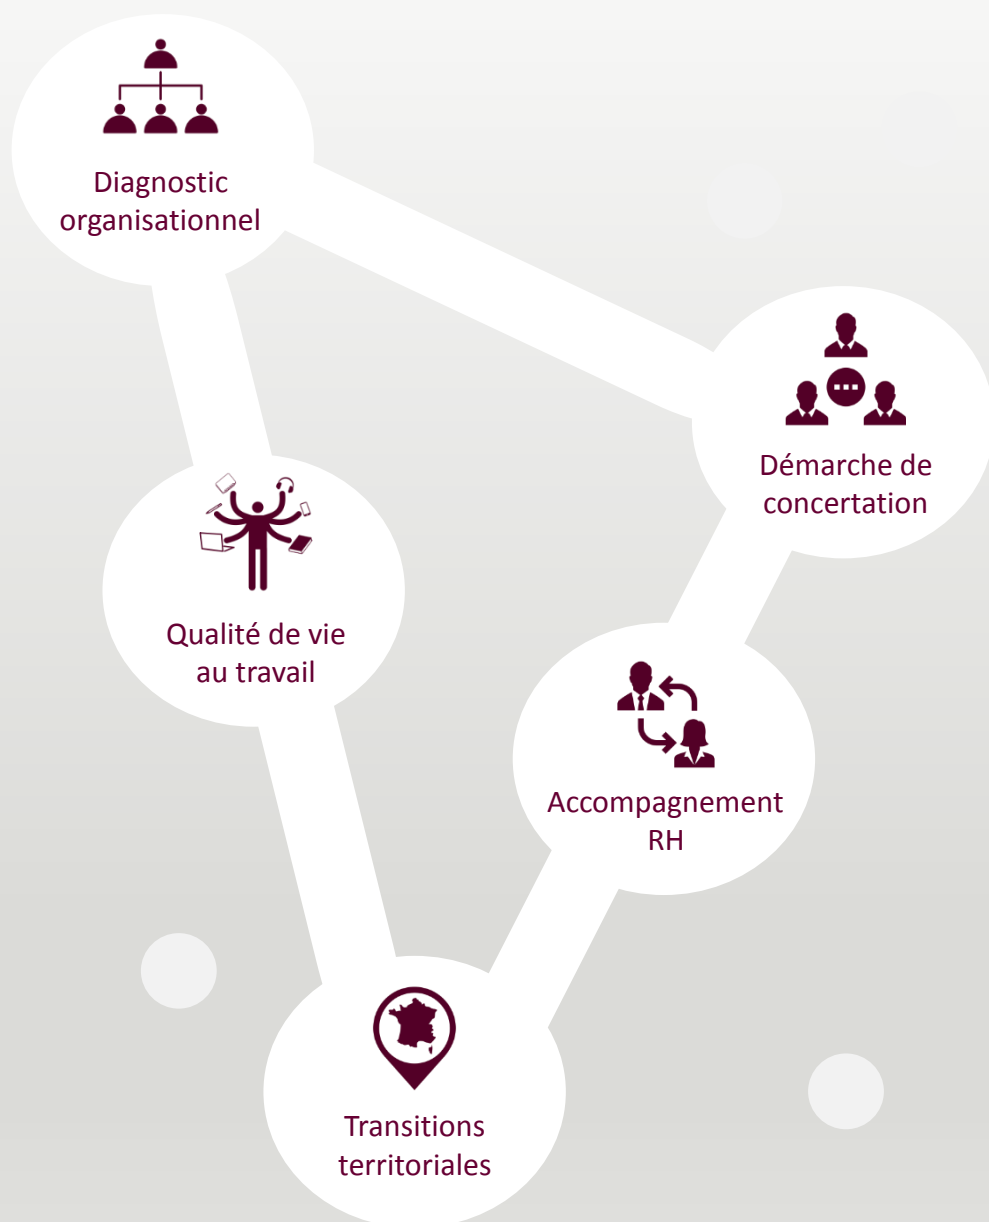 Diagnostic
organisationnel
Démarche de
concertation
Qualité de vie
au travail
Accompagnement
RH
Transitions
territoriales